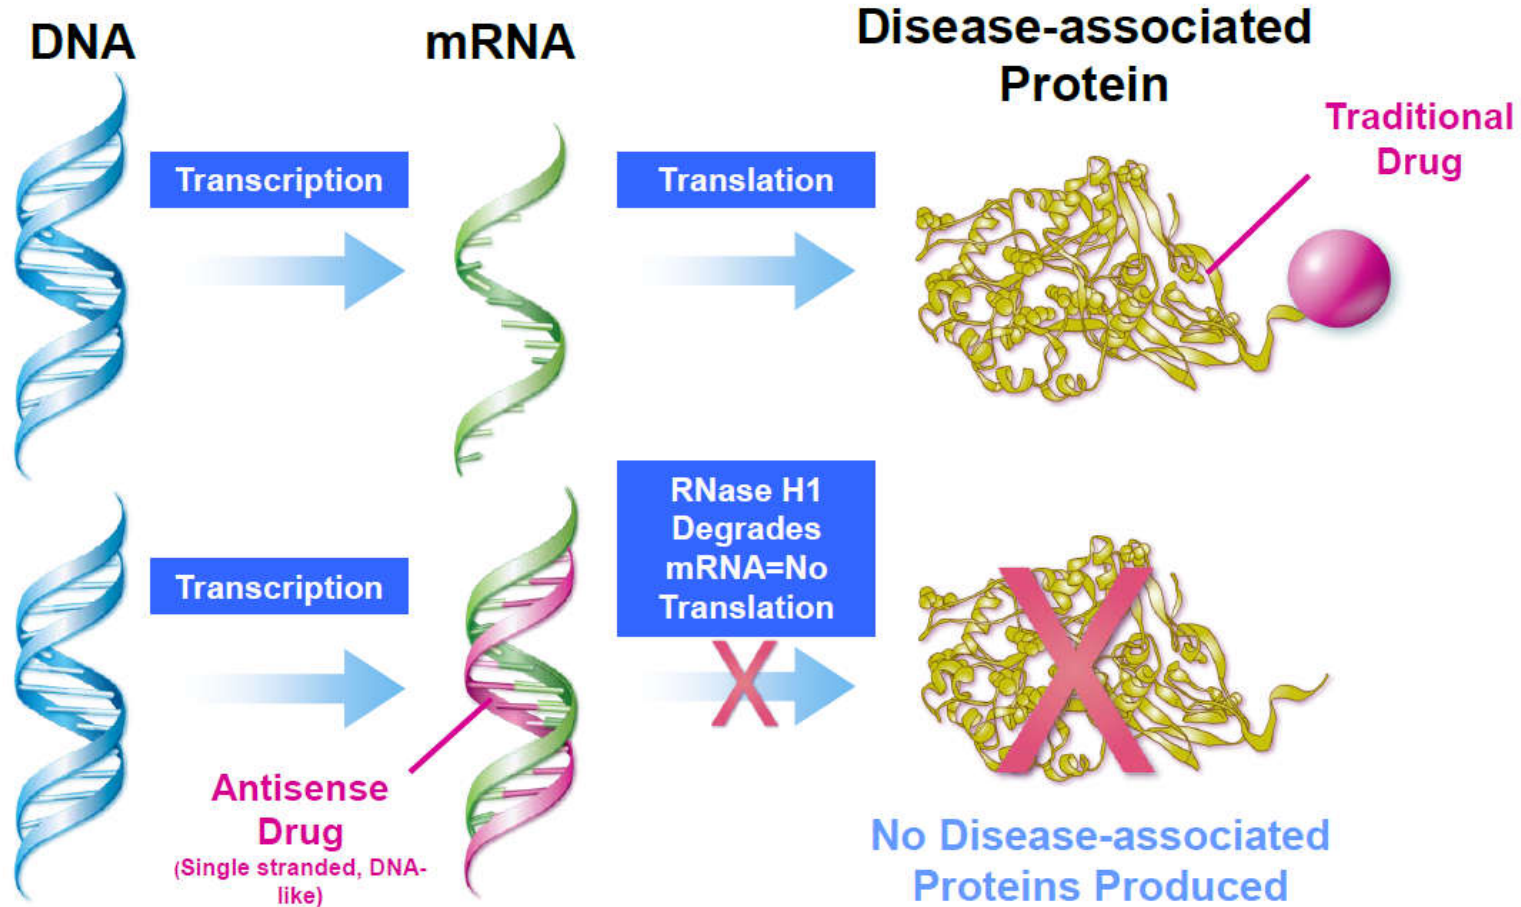 DNA
mRNA
Disease-associated
Protein
Traditional
Drug
Transcription
Translation
RNase H1
Degrades
mRNA=No
Translation
Transcription
Antisense
Drug
(Single stranded, DNA-
like)
No Disease-associated
Proteins Produced